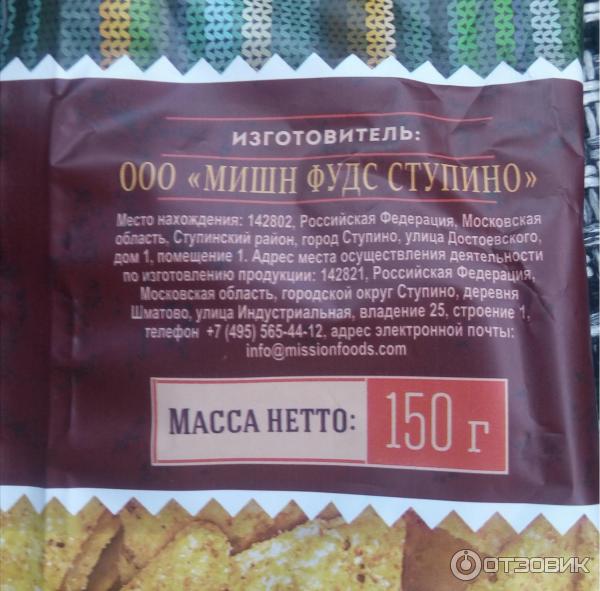 ИЗГОТОВИТЕЛЬ:
ООО «МИШН ФУДС СТУПИНО»
Место нахождения: 142802, Российская Федерация, Московская
область, Ступинский район, город Ступино, улица Достоевского,
дом 1, помещение 1. Адрес места осуществления деятельности
по изготовлению продукции: 142821, Российская Федерация,
Московская область, городской округ Ступино, деревня
Шматово, улица Индустриальная, владение 25, строение 1,
телефон +7 (495) 565-44-12, адрес электронной почты:
info@missionfoods.com
МАССА НЕТТО: 150 г
ОТЗОВИК